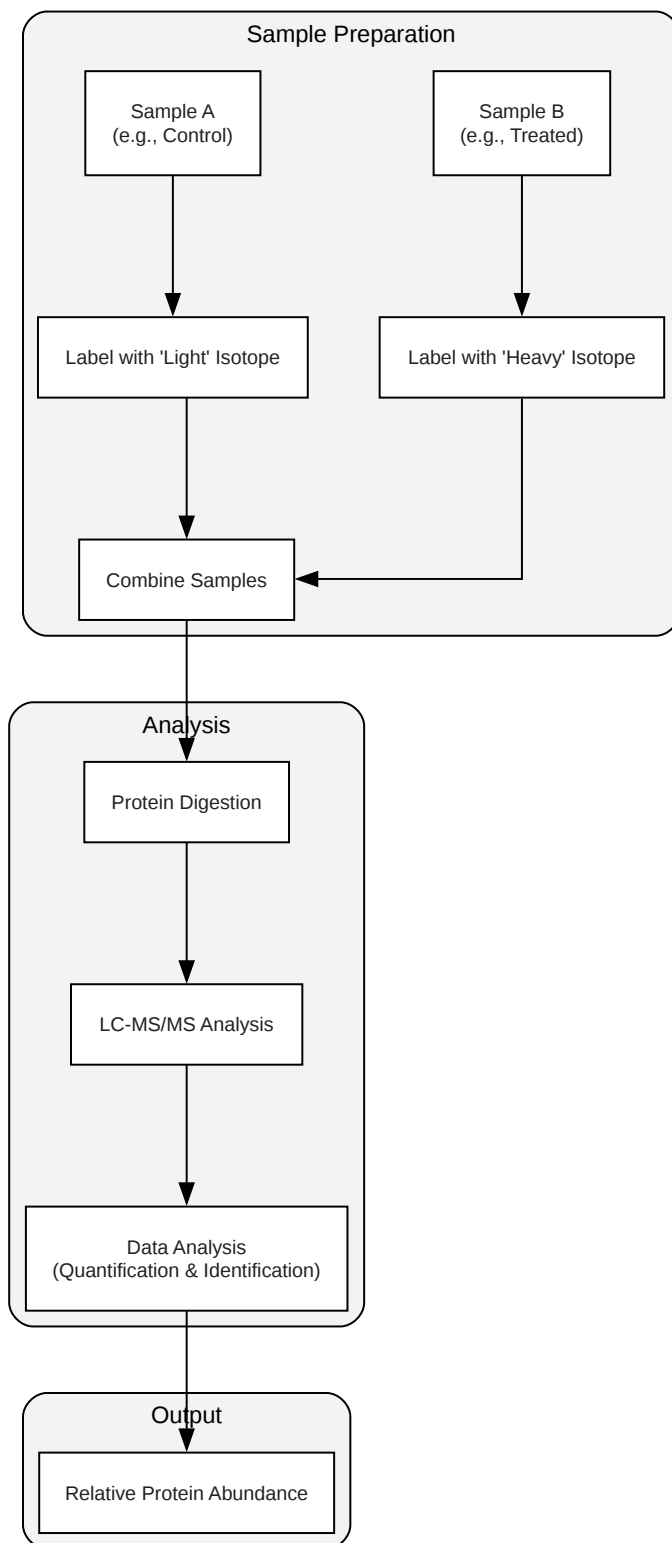 Sample Preparation
Sample A
(e.g., Control)
Sample B
(e.g., Treated)
Label with 'Light' Isotope
Label with 'Heavy' Isotope
Combine Samples
Analysis
Protein Digestion
LC-MS/MS Analysis
Data Analysis
(Quantification & Identification)
Output
Relative Protein Abundance